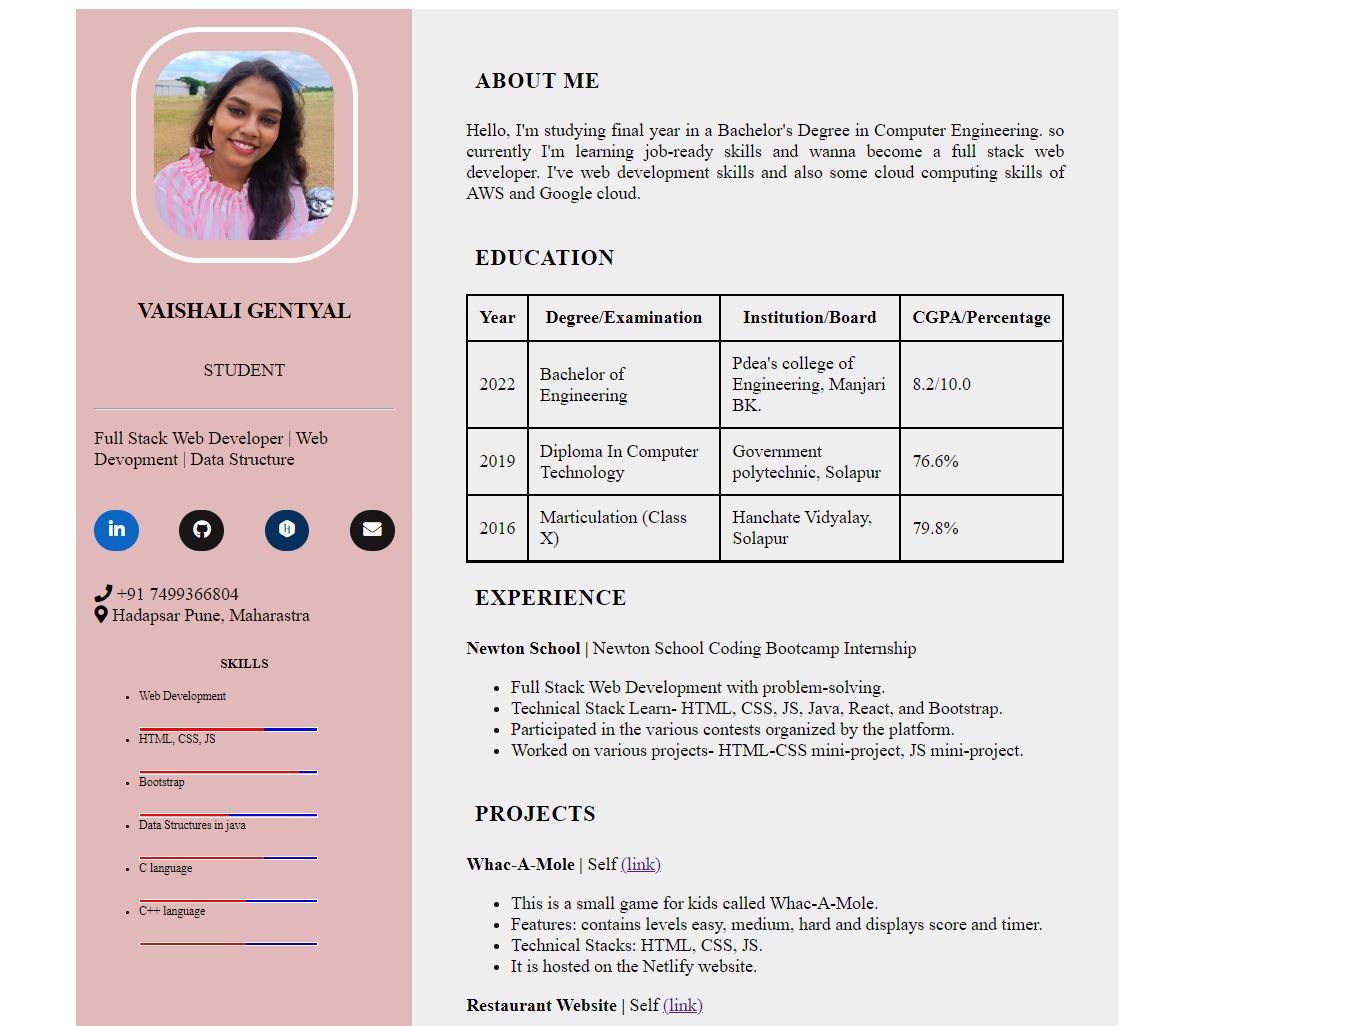 VAISHALI GENTYAL
STUDENT
Full Stack Web Developer | Web
Devopment | Data Structure
+91 7499366804
Hadapsar Pune, Maharastra
SKILLS
Web Development
HTML, CSS, JS
Bootstrap
Data Structures in java
C language
C++ language
ABOUT ME
Hello, I'm studying final year in a Bachelor's Degree in Computer Engineering. so
currently I'm learning job-ready skills and wanna become a full stack web
developer. I've web development skills and also some cloud computing skills of
AWS and Google cloud.
EDUCATION
Year Degree/Examination Institution/Board CGPA/Percentage
2022 Bachelor of Engineering Pdea's college of Engineering, Manjari BK. 8.2/10.0
2019 Diploma In Computer Technology Government polytechnic, Solapur 76.6%
2016 Marticulation (Class X) Hanchate Vidyalay, Solapur 79.8%
EXPERIENCE
Newton School | Newton School Coding Bootcamp Internship
Full Stack Web Development with problem-solving.
Technical Stack Learn- HTML, CSS, JS, Java, React, and Bootstrap.
Participated in the various contests organized by the platform.
Worked on various projects- HTML-CSS mini-project, JS mini-project.
PROJECTS
Whac-A-Mole | Self (link)
This is a small game for kids called Whac-A-Mole.
Features: contains levels easy, medium, hard and displays score and timer.
Technical Stacks: HTML, CSS, JS.
It is hosted on the Netlify website.
Restaurant Website | Self (link)